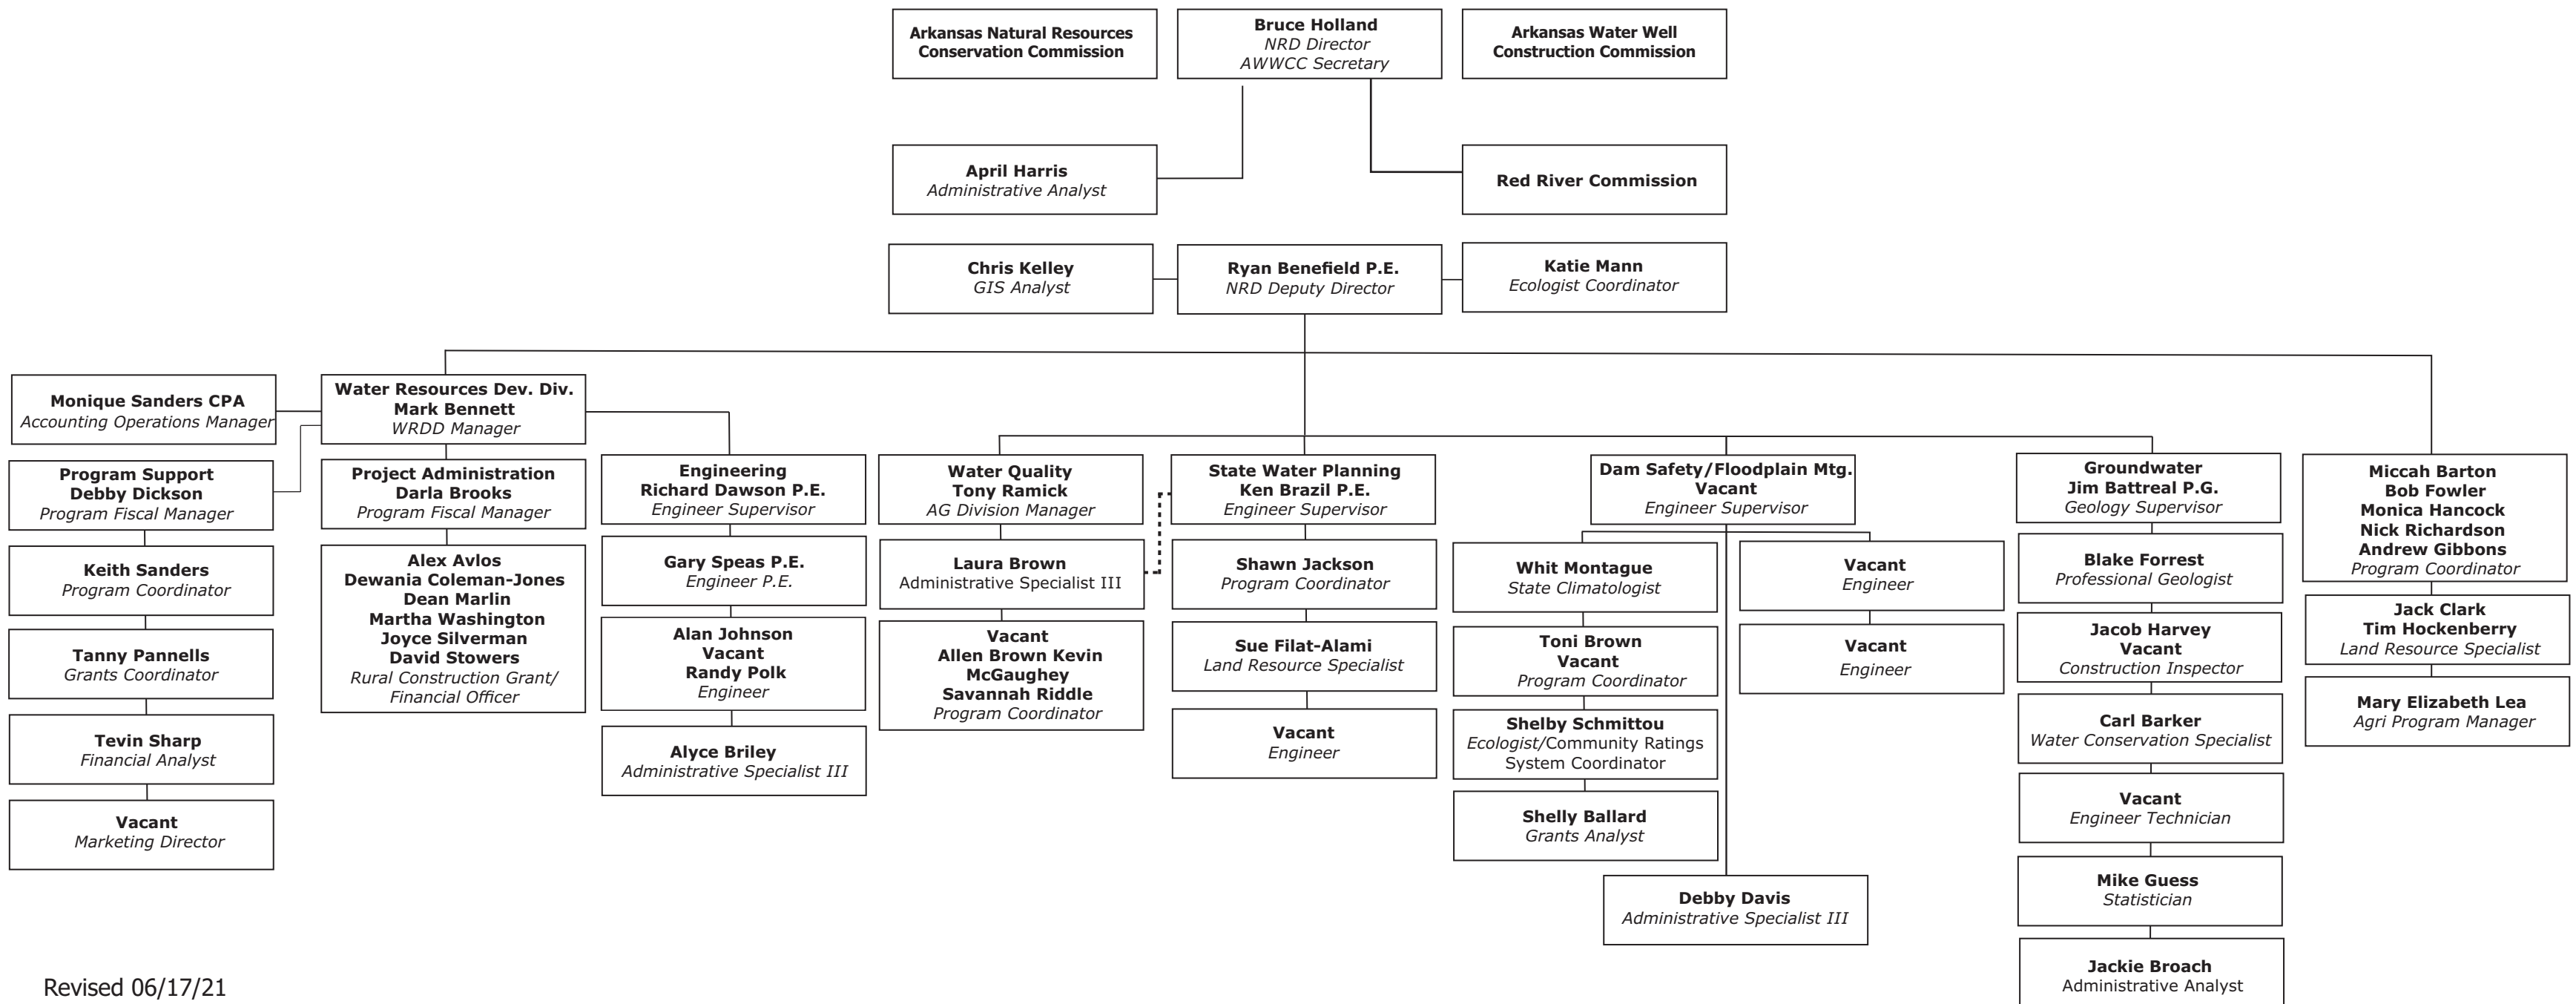 Arkansas Natural Resources
Conservation Commission
Bruce Holland
NRD Director
AWWCC Secretary
Arkansas Water Well
Construction Commission
April Harris
Administrative Analyst
Red River Commission
Chris Kelley
GIS Analyst
Ryan Benefield P.E.
NRD Deputy Director
Katie Mann
Ecologist Coordinator
Monique Sanders CPA
Accounting Operations Manager
Water Resources Dev. Div.
Mark Bennett
WRDD Manager
Program Support
Debby Dickson
Program Fiscal Manager
Keith Sanders
Program Coordinator
Tanny Pannells
Grants Coordinator
Tevin Sharp
Financial Analyst
Vacant
Marketing Director
Project Administration
Darla Brooks
Program Fiscal Manager
Alex Avlos
Dewania Coleman-Jones
Dean Marlin
Martha Washington
Joyce Silverman
David Stowers
Rural Construction Grant/
Financial Officer
Engineering
Richard Dawson P.E.
Engineer Supervisor
Gary Speas P.E.
Engineer P.E.
Alan Johnson
Vacant
Randy Polk
Engineer
Alyce Briley
Administrative Specialist III
Water Quality
Tony Ramick
AG Division Manager
Laura Brown
Administrative Specialist III
Vacant
Allen Brown Kevin
McGaughey
Savannah Riddle
Program Coordinator
State Water Planning
Ken Brazil P.E.
Engineer Supervisor
Shawn Jackson
Program Coordinator
Sue Filat-Alami
Land Resource Specialist
Vacant
Engineer
Dam Safety/Floodplain Mtg.
Vacant
Engineer Supervisor
Whit Montague
State Climatologist
Toni Brown
Vacant
Program Coordinator
Shelby Schmittou
Ecologist/Community Ratings
System Coordinator
Shelly Ballard
Grants Analyst
Vacant
Engineer
Vacant
Engineer
Debby Davis
Administrative Specialist III
Groundwater
Jim Battreal P.G.
Geology Supervisor
Blake Forrest
Professional Geologist
Jacob Harvey
Vacant
Construction Inspector
Carl Barker
Water Conservation Specialist
Vacant
Engineer Technician
Mike Guess
Statistician
Jackie Broach
Administrative Analyst
Miccah Barton
Bob Fowler
Monica Hancock
Nick Richardson
Andrew Gibbons
Program Coordinator
Jack Clark
Tim Hockenberry
Land Resource Specialist
Mary Elizabeth Lea
Agri Program Manager
Revised 06/17/21